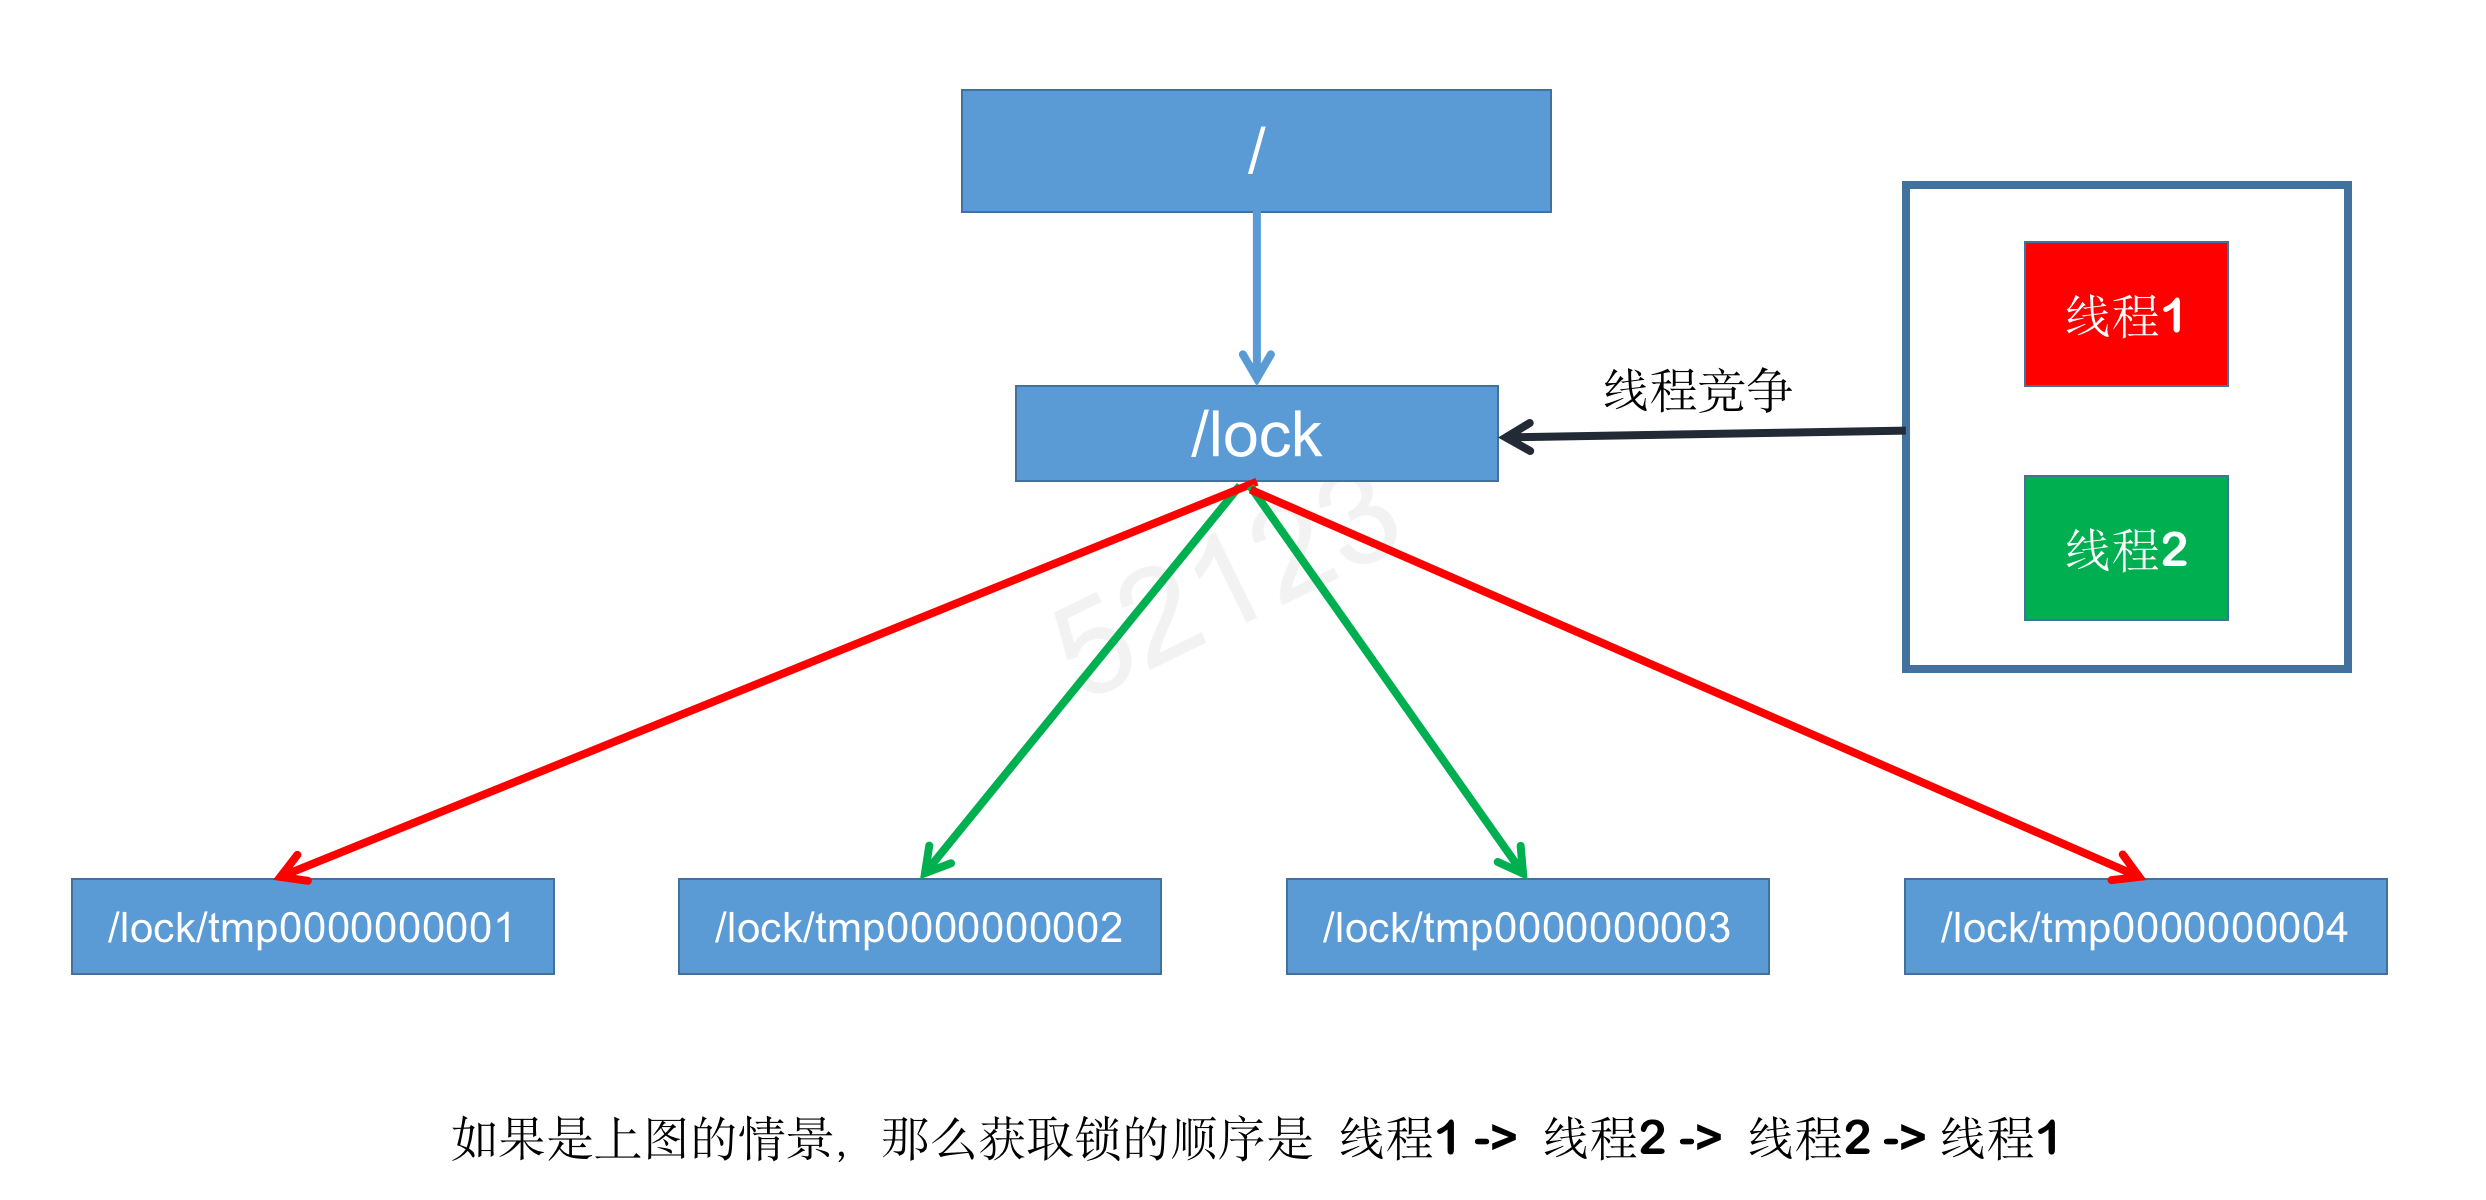 /
线程1
线程竞争
/lock
线程2
52123
/lock/tmp0000000001
/lock/tmp0000000002
/lock/tmp0000000003
/lock/tmp0000000004
如果是上图的情景，那么获取锁的顺序是 线程1 -> 线程2 -> 线程2 -> 线程1